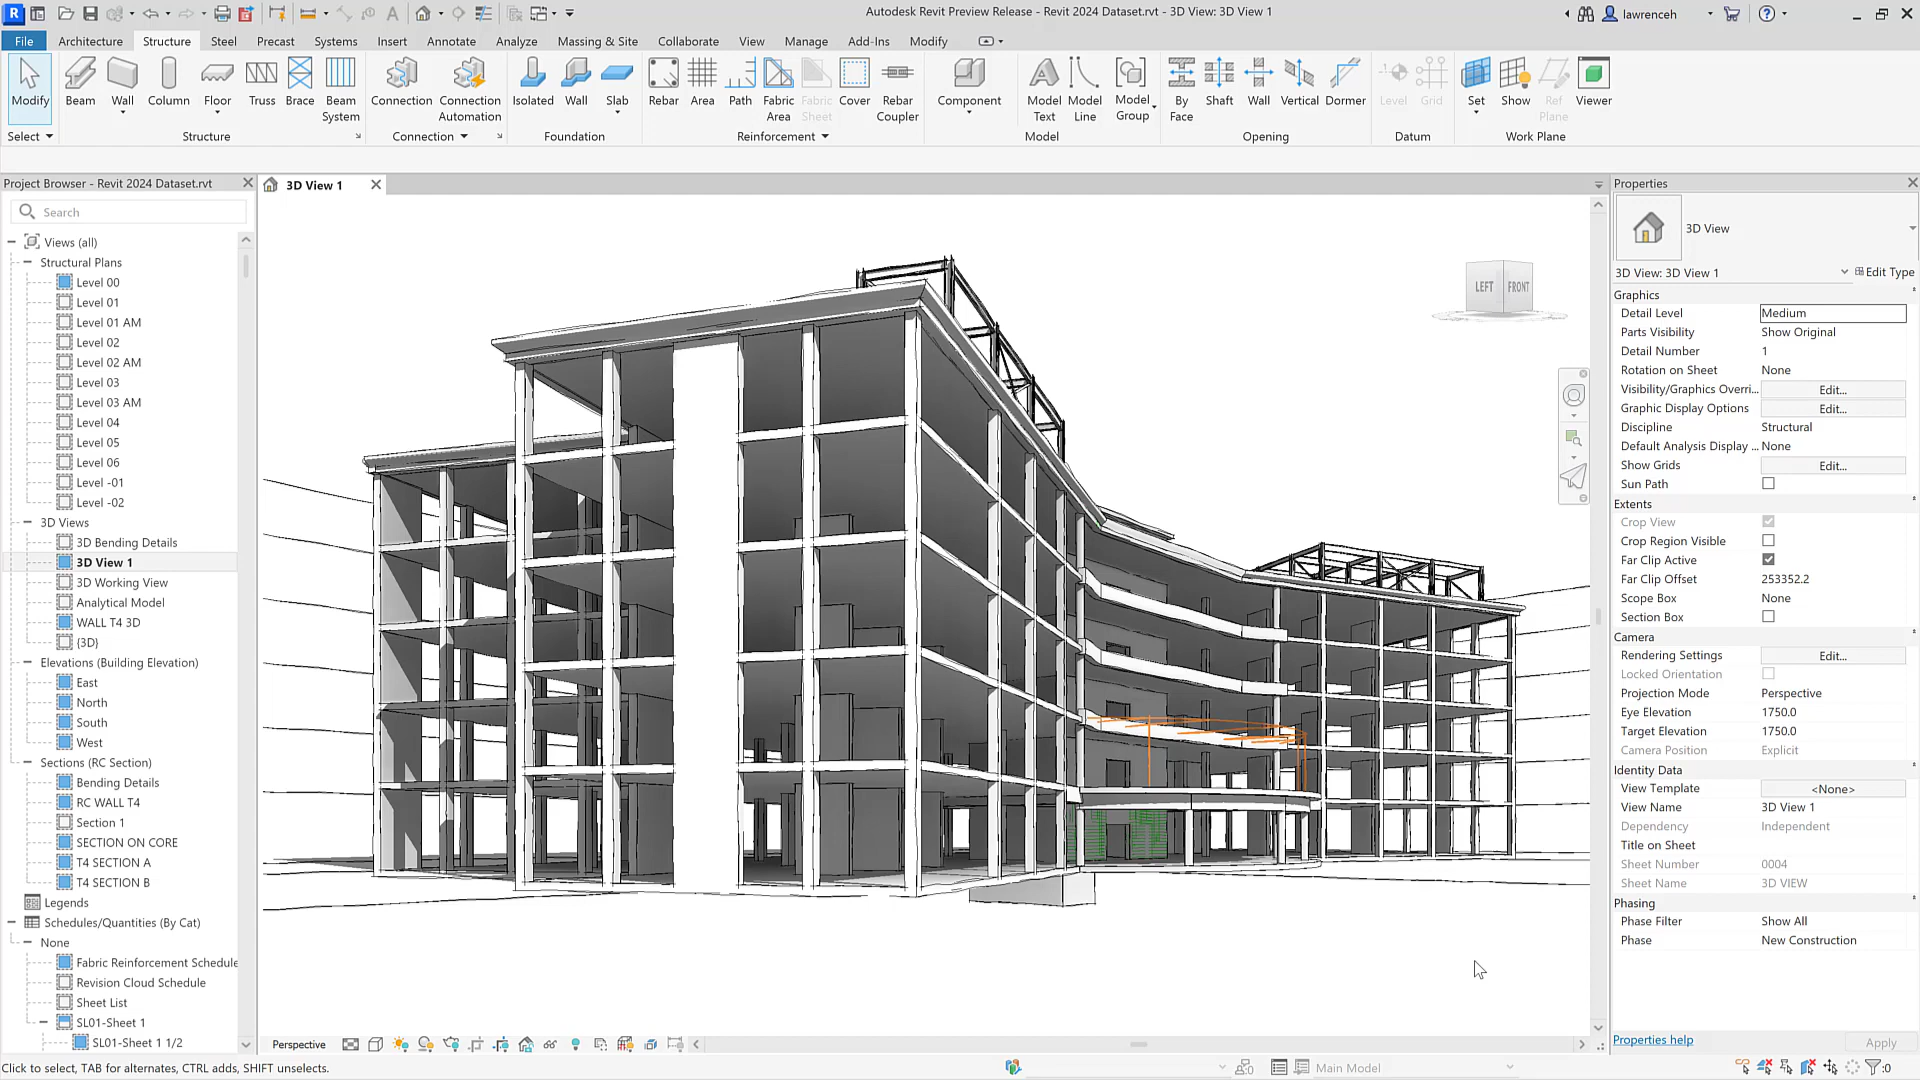 Autodesk Revit Preview Release - Revit 2024 Dataset.rvt - 3D View: 3D View 1
lawrenceh
File Architecture Structure Steel Precast Systems Insert Annotate Analyze Massing & Site Collaborate View Manage Add-Ins Modify
Modify Beam Wall Column Floor Truss Brace Beam System Connection Connection Automation Isolated Wall Slab Rebar Area Path Fabric Area Fabric Sheet Cover Rebar Coupler Component Model Text Model Line Model Group By Face Shaft Wall Vertical Dormer Level Grid Set Show Ref Plane Viewer
Select Structure Connection Foundation Reinforcement Model Opening Datum Work Plane
Project Browser - Revit 2024 Dataset.rvt
Search
Views (all)
Structural Plans
Level 00
Level 01
Level 01 AM
Level 02
Level 02 AM
Level 03
Level 03 AM
Level 04
Level 05
Level 06
Level -01
Level -02
3D Views
3D Bending Details
3D View 1
3D Working View
Analytical Model
WALL T4 3D
{3D}
Elevations (Building Elevation)
East
North
South
West
Sections (RC Section)
Bending Details
RC WALL T4
Section 1
SECTION ON CORE
T4 SECTION A
T4 SECTION B
Legends
Schedules/Quantities (By Cat)
None
Fabric Reinforcement Schedule
Revision Cloud Schedule
Sheet List
SL01-Sheet 1
SL01-Sheet 1 1/2
3D View 1
LEFT FRONT
Perspective
Properties
3D View
3D View: 3D View 1 Edit Type
Graphics
Detail Level Medium
Parts Visibility Show Original
Detail Number 1
Rotation on Sheet None
Visibility/Graphics Overri... Edit...
Graphic Display Options Edit...
Discipline Structural
Default Analysis Display ... None
Show Grids Edit...
Sun Path
Extents
Crop View
Crop Region Visible
Far Clip Active
Far Clip Offset 253352.2
Scope Box None
Section Box
Camera
Rendering Settings Edit...
Locked Orientation
Projection Mode Perspective
Eye Elevation 1750.0
Target Elevation 1750.0
Camera Position Explicit
Identity Data
View Template <None>
View Name 3D View 1
Dependency Independent
Title on Sheet
Sheet Number 0004
Sheet Name 3D VIEW
Phasing
Phase Filter Show All
Phase New Construction
Properties help Apply
Click to select, TAB for alternates, CTRL adds, SHIFT unselects.
Main Model
:0